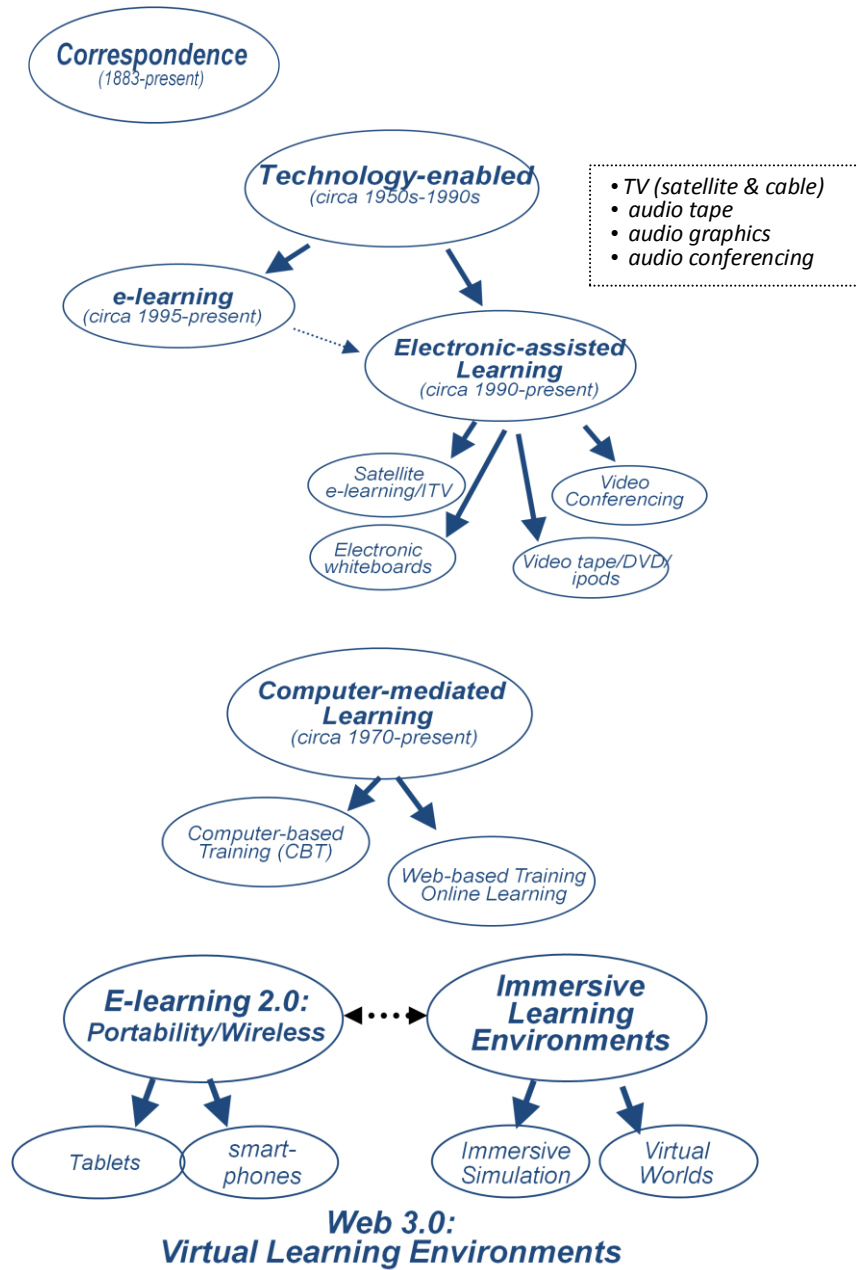 Correspondence
(1883-present)
Technology-enabled
(circa 1950s-1990s
• TV (satellite & cable)
• audio tape
• audio graphics
• audio conferencing
e-learning
(circa 1995-present)
Electronic-assisted
Learning
(circa 1990-present)
Satellite
e-learning/ITV
Video
Conferencing
Electronic
whiteboards
Video tape/DVD/
ipods
Computer-mediated
Learning
(circa 1970-present)
Computer-based
Training (CBT)
Web-based Training
Online Learning
E-learning 2.0:
Portability/Wireless
Immersive
Learning
Environments
Tablets
smart-
phones
Immersive
Simulation
Virtual
Worlds
Web 3.0:
Virtual Learning Environments